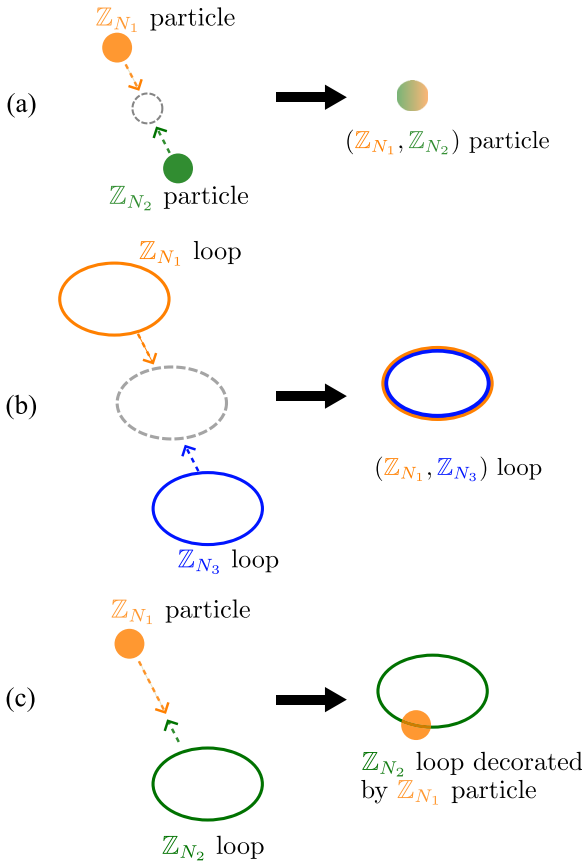 ℤ_{N_1} particle
(a)
(ℤ_{N_1}, ℤ_{N_2}) particle
ℤ_{N_2} particle
ℤ_{N_1} loop
(b)
(ℤ_{N_1}, ℤ_{N_3}) loop
ℤ_{N_3} loop
ℤ_{N_1} particle
(c)
ℤ_{N_2} loop decorated
by ℤ_{N_1} particle
ℤ_{N_2} loop